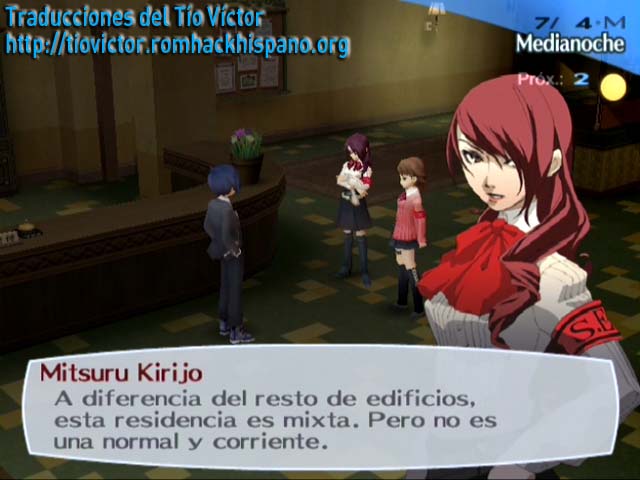 Traducciones del Tío Víctor
http://tiovictor.romhackhispano.org
7/ 4·M
Medianoche
Próx.: 2
S.E
Mitsuru Kirijo
A diferencia del resto de edificios,
esta residencia es mixta. Pero no es
una normal y corriente.